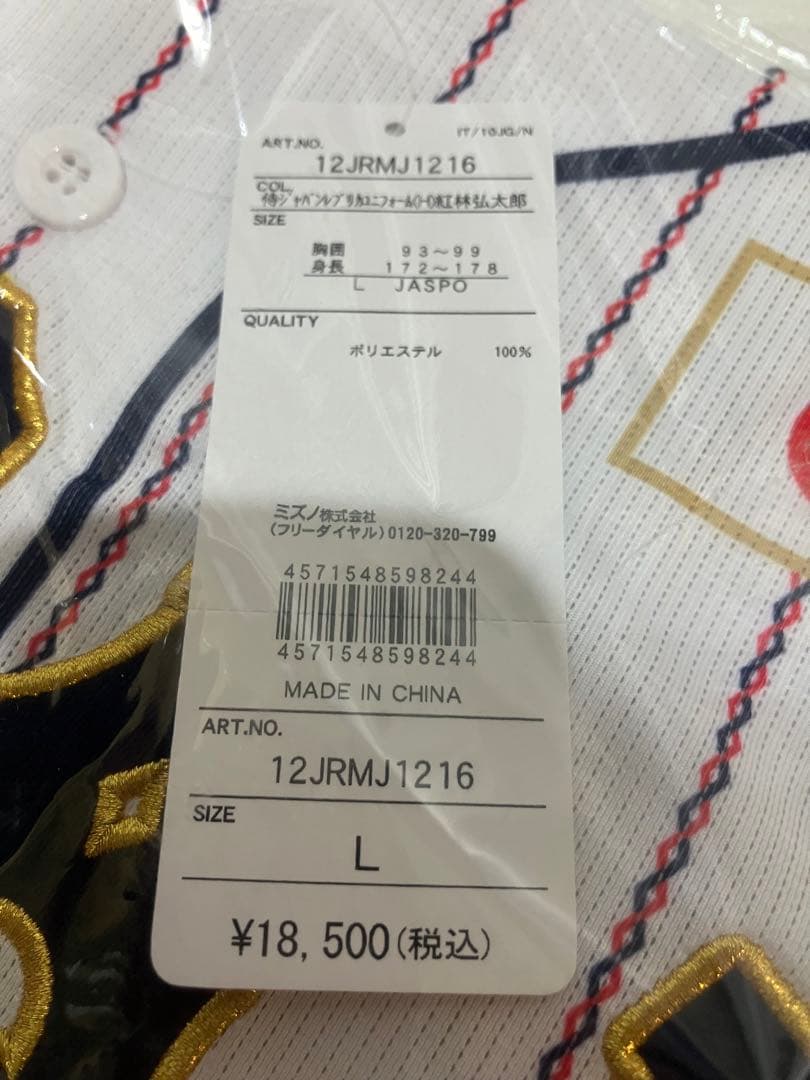 IT/10JG/N
ART.NO.
12JRMJ1216
COL.
侍ジャパンレプリカユニフォーム(H)紅林弘太郎
SIZE
胸囲 93～99
身長 172～178
L JASPO
QUALITY
ポリエステル 100%
ミズノ株式会社
(フリーダイヤル)0120-320-799
4571548598244
4571548598244
MADE IN CHINA
ART.NO.
12JRMJ1216
SIZE
L
¥18,500(税込)